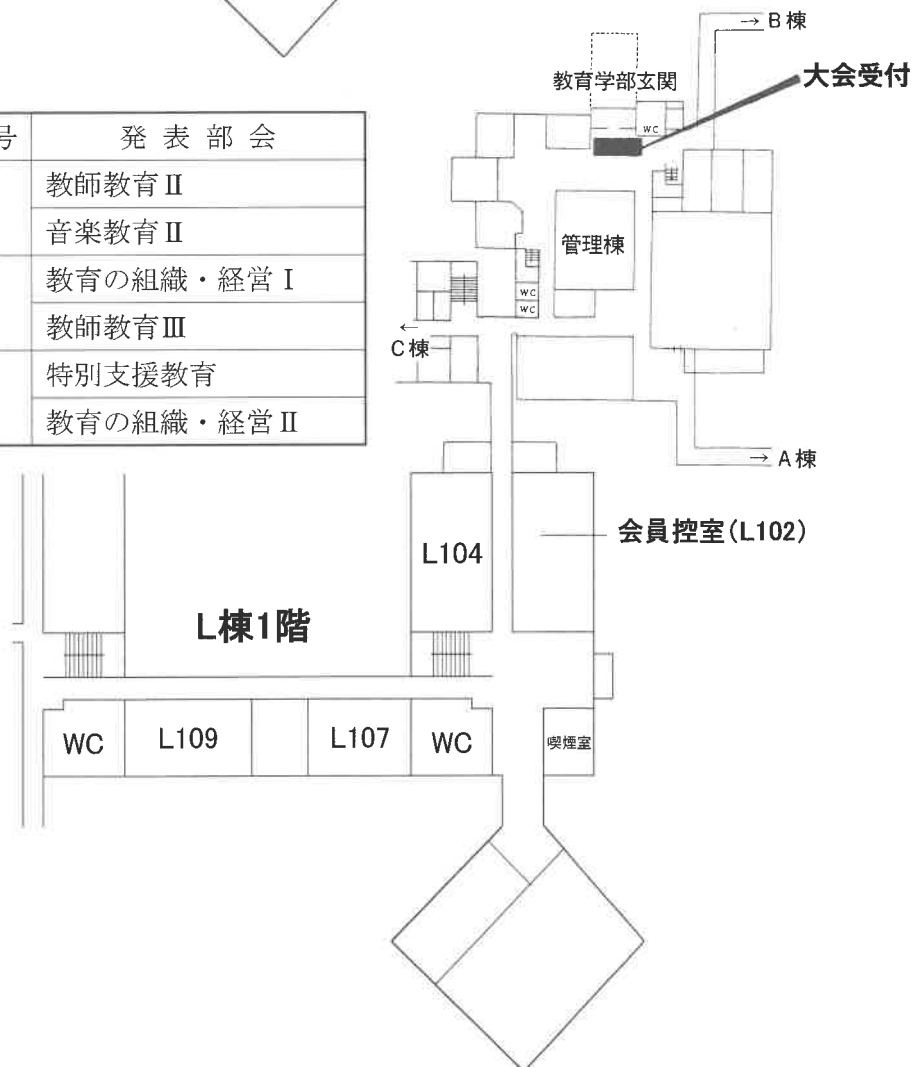 → B棟
教育学部玄関
大会受付
WC
号 発表部会
教師教育Ⅱ
音楽教育Ⅱ
教育の組織・経営Ⅰ
教師教育Ⅲ
特別支援教育
教育の組織・経営Ⅱ
管理棟
WC
WC
←
C棟
→ A棟
L104
会員控室(L102)
L棟1階
WC
L109
L107
WC
喫煙室